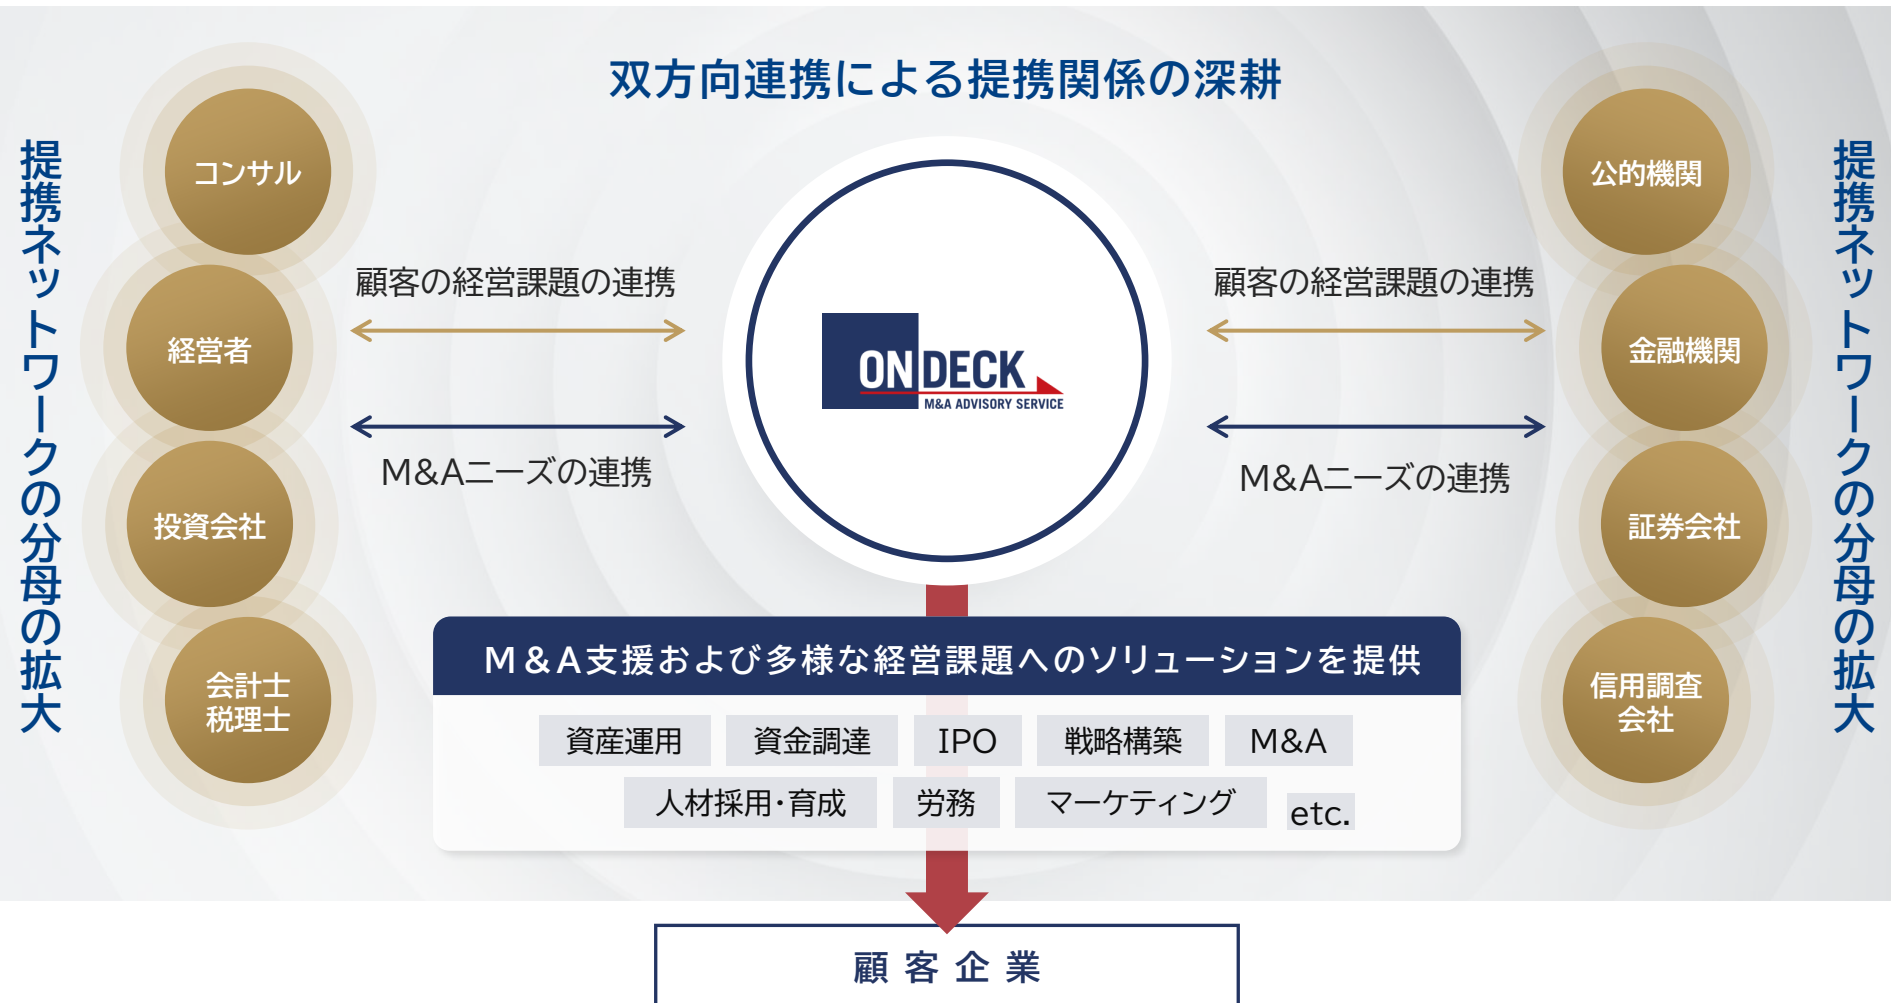 双方向連携による提携関係の深耕
提携ネットワークの分母の拡大
コンサル
経営者
投資会社
会計士
税理士
顧客の経営課題の連携
M&Aニーズの連携
ON DECK
M&A ADVISORY SERVICE
顧客の経営課題の連携
M&Aニーズの連携
公的機関
金融機関
証券会社
信用調査
会社
提携ネットワークの分母の拡大
M&A支援および多様な経営課題へのソリューションを提供
資産運用
資金調達
IPO
戦略構築
M&A
人材採用・育成
労務
マーケティング
etc.
顧客企業